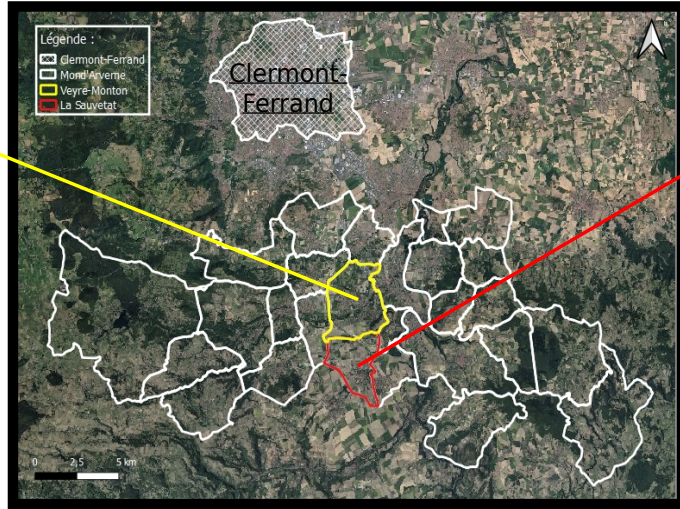 Légende :
Clermont-Ferrand
Mond'Arverne
Veyre-Monton
La Sauvetat
Clermont-
Ferrand
0 2,5 5 km